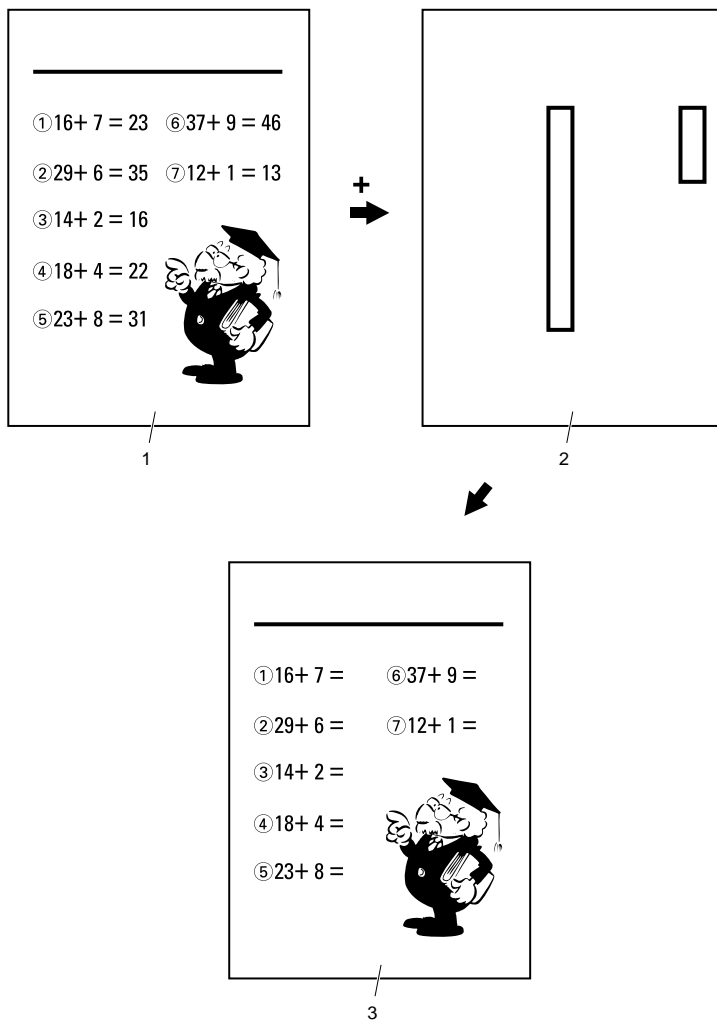 ①16+ 7 = 23 ⑥37+ 9 = 46
②29+ 6 = 35 ⑦12+ 1 = 13
③14+ 2 = 16
④18+ 4 = 22
⑤23+ 8 = 31
+
1
2
①16+ 7 = ⑥37+ 9 =
②29+ 6 = ⑦12+ 1 =
③14+ 2 =
④18+ 4 =
⑤23+ 8 =
3